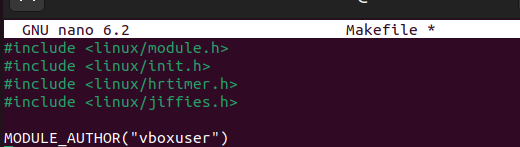 GNU nano 6.2 Makefile *
#include <linux/module.h>
#include <linux/init.h>
#include <linux/hrtimer.h>
#include <linux/jiffies.h>
MODULE_AUTHOR("vboxuser")